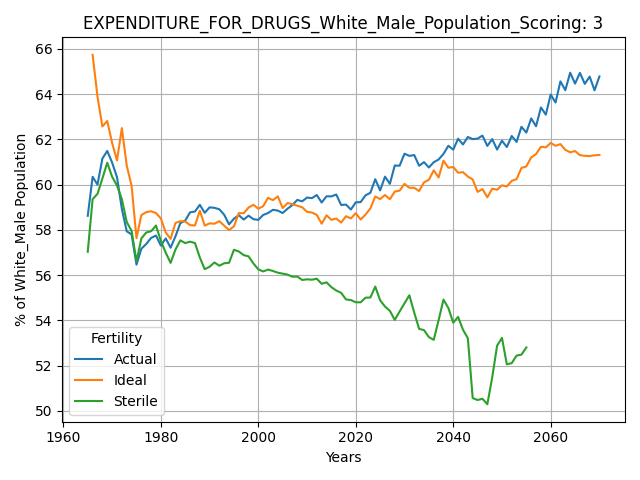 EXPENDITURE_FOR_DRUGS_White_Male_Population_Scoring: 3
% of White_Male Population
66
64
62
60
58
56
54
52
50
Fertility
Actual
Ideal
Sterile
1960
1980
2000
2020
2040
2060
Years